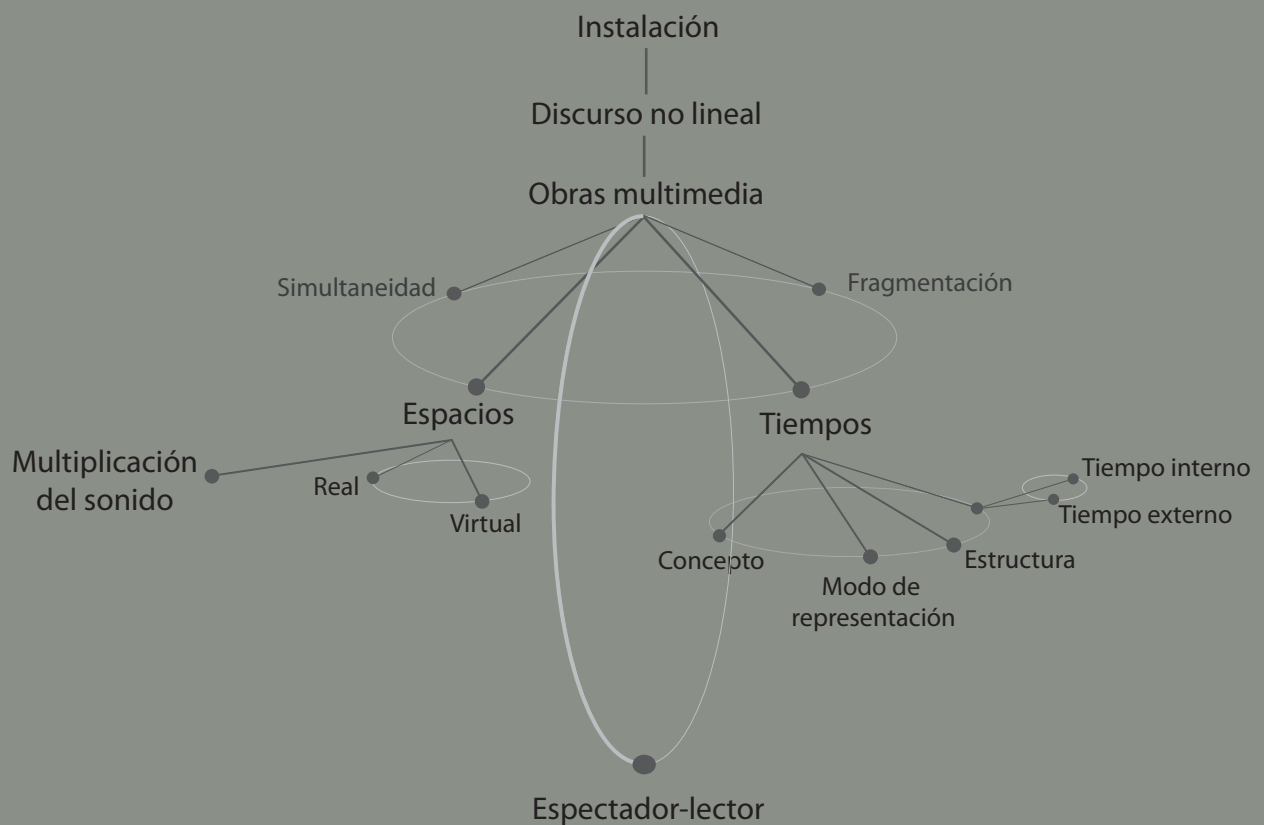 Instalación
Discurso no lineal
Obras multimedia
Simultaneidad
Fragmentación
Espacios
Tiempos
Multiplicación
del sonido
Real
Virtual
Tiempo interno
Tiempo externo
Concepto
Modo de
representación
Estructura
Espectador-lector